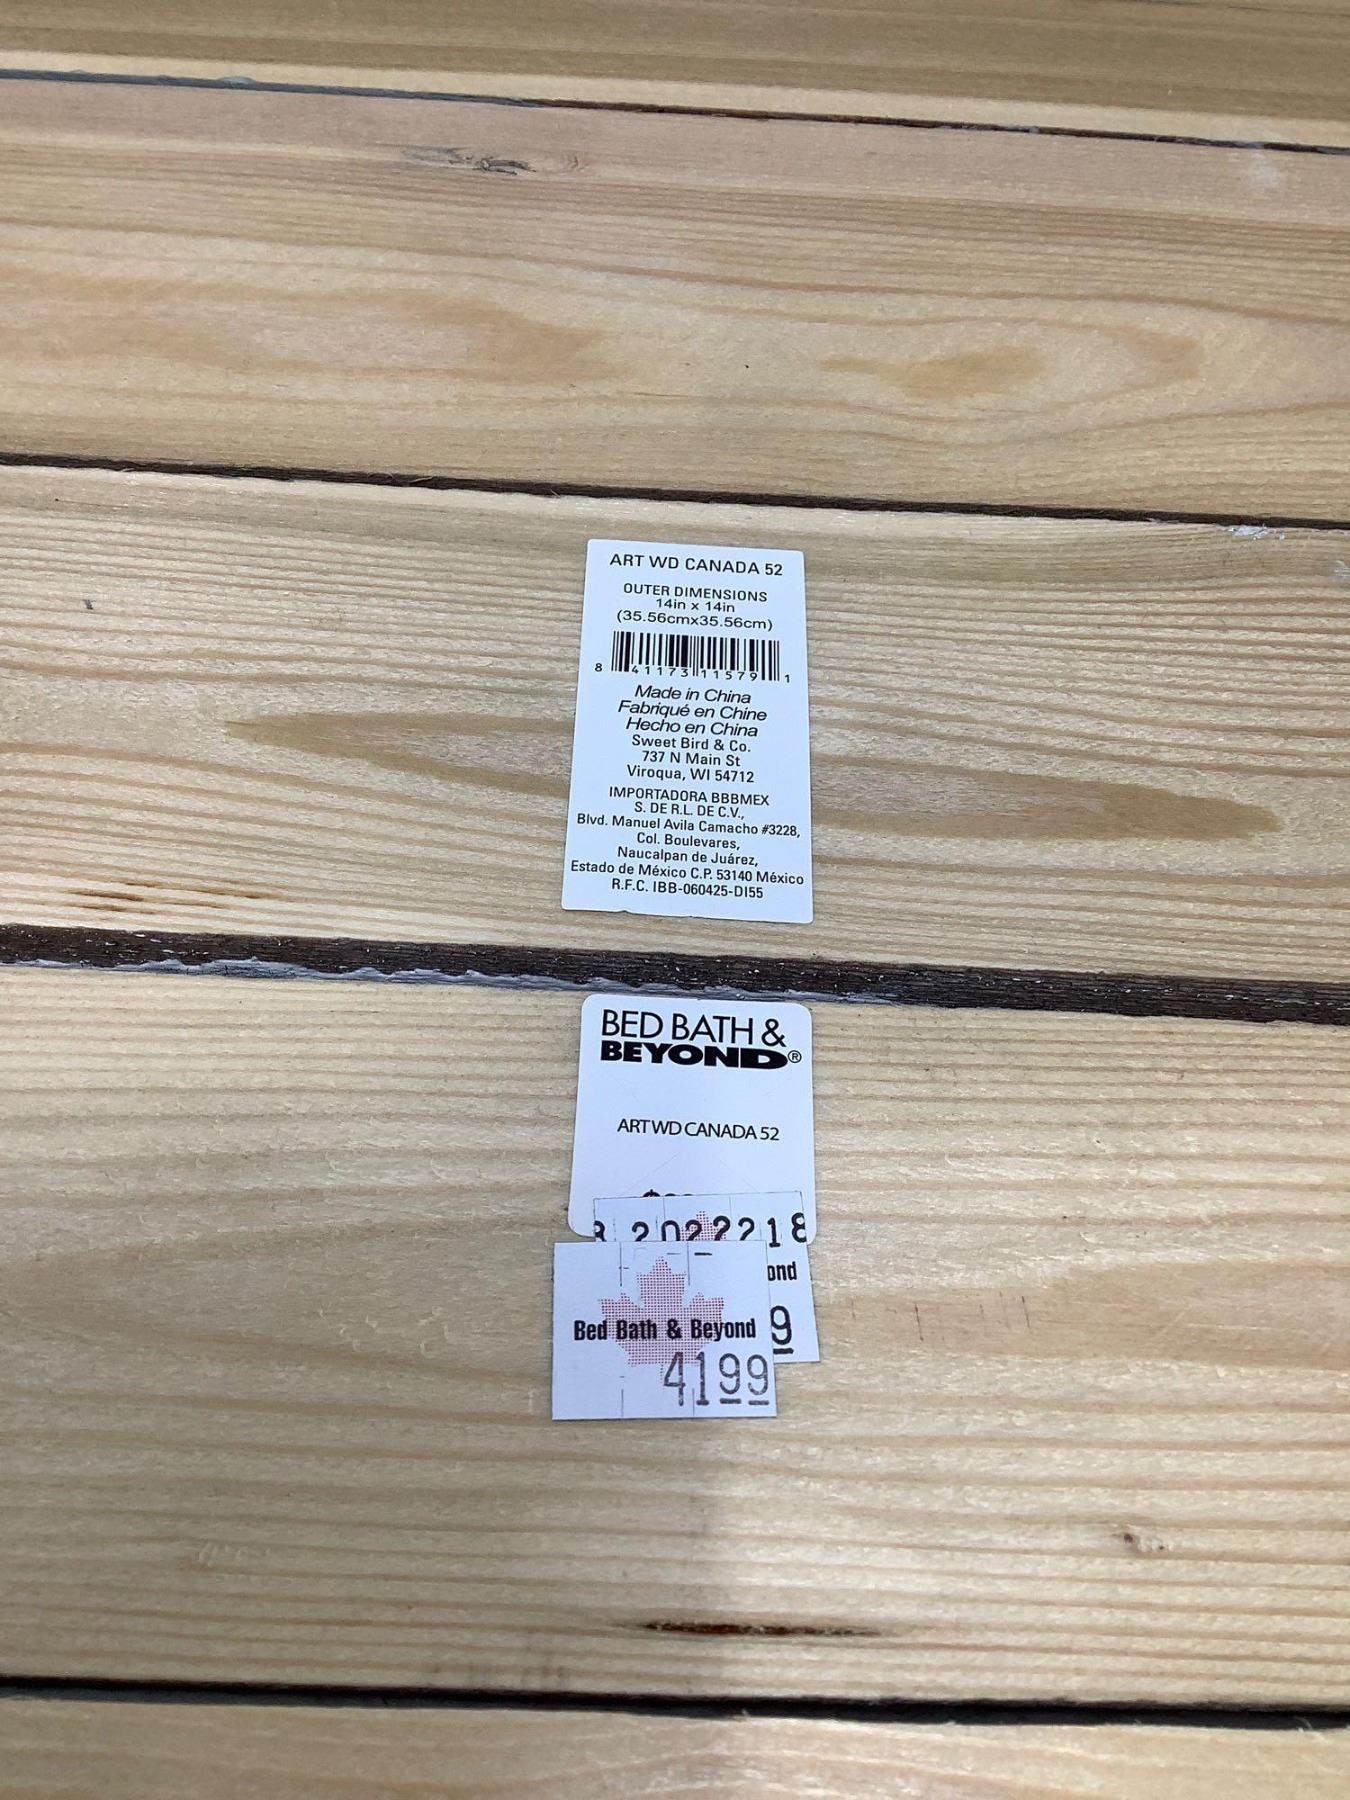 ART WD CANADA 52
OUTER DIMENSIONS
14in x 14in
(35.56cmx35.56cm)
8 41173 11579 1
Made in China
Fabriqué en Chine
Hecho en China
Sweet Bird & Co.
737 N Main St
Viroqua, WI 54712
IMPORTADORA BBBMEX
S. DE R.L. DE C.V.,
Blvd. Manuel Avila Camacho #3228,
Col. Boulevares,
Naucalpan de Juárez,
Estado de México C.P. 53140 México
R.F.C. IBB-060425-DI55
BED BATH &
BEYOND®
ART WD CANADA 52
2022218
ond
9
Bed Bath & Beyond
4199